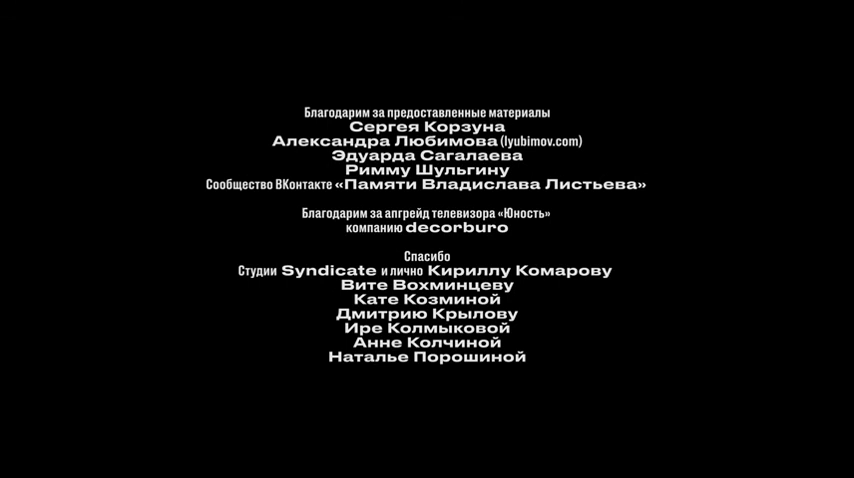 Благодарим за предоставленные материалы
Сергея Корзуна
Александра Любимова (lyubimov.com)
Эдуарда Сагалаева
Римму Шульгину
Сообщество ВКонтакте «Памяти Владислава Листьева»
Благодарим за апгрейд телевизора «Юность»
компанию decorburo
Спасибо
Студии Syndicate и лично Кириллу Комарову
Вите Вохминцеву
Кате Козминой
Дмитрию Крылову
Ире Колмыковой
Анне Колчиной
Наталье Порошиной